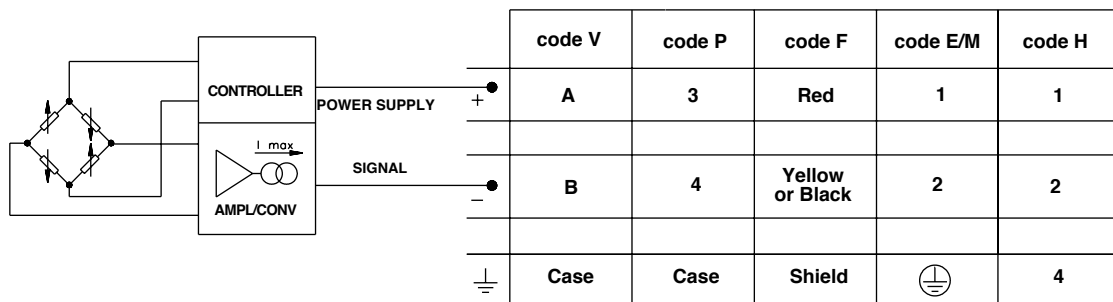 CONTROLLER
POWER SUPPLY
I max
SIGNAL
AMPL/CONV
code V code P code F code E/M code H
+ A 3 Red 1 1
− B 4 Yellow or Black 2 2
Case Case Shield 4